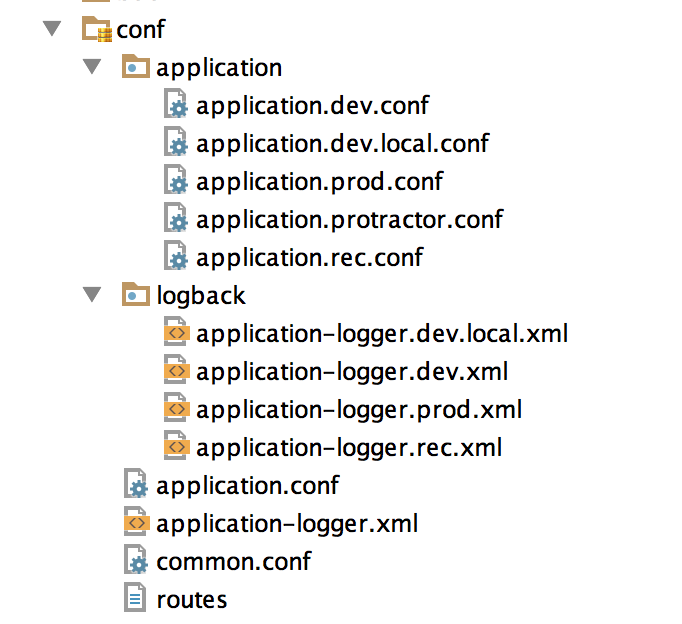 conf
application
application.dev.conf
application.dev.local.conf
application.prod.conf
application.protractor.conf
application.rec.conf
logback
application-logger.dev.local.xml
application-logger.dev.xml
application-logger.prod.xml
application-logger.rec.xml
application.conf
application-logger.xml
common.conf
routes